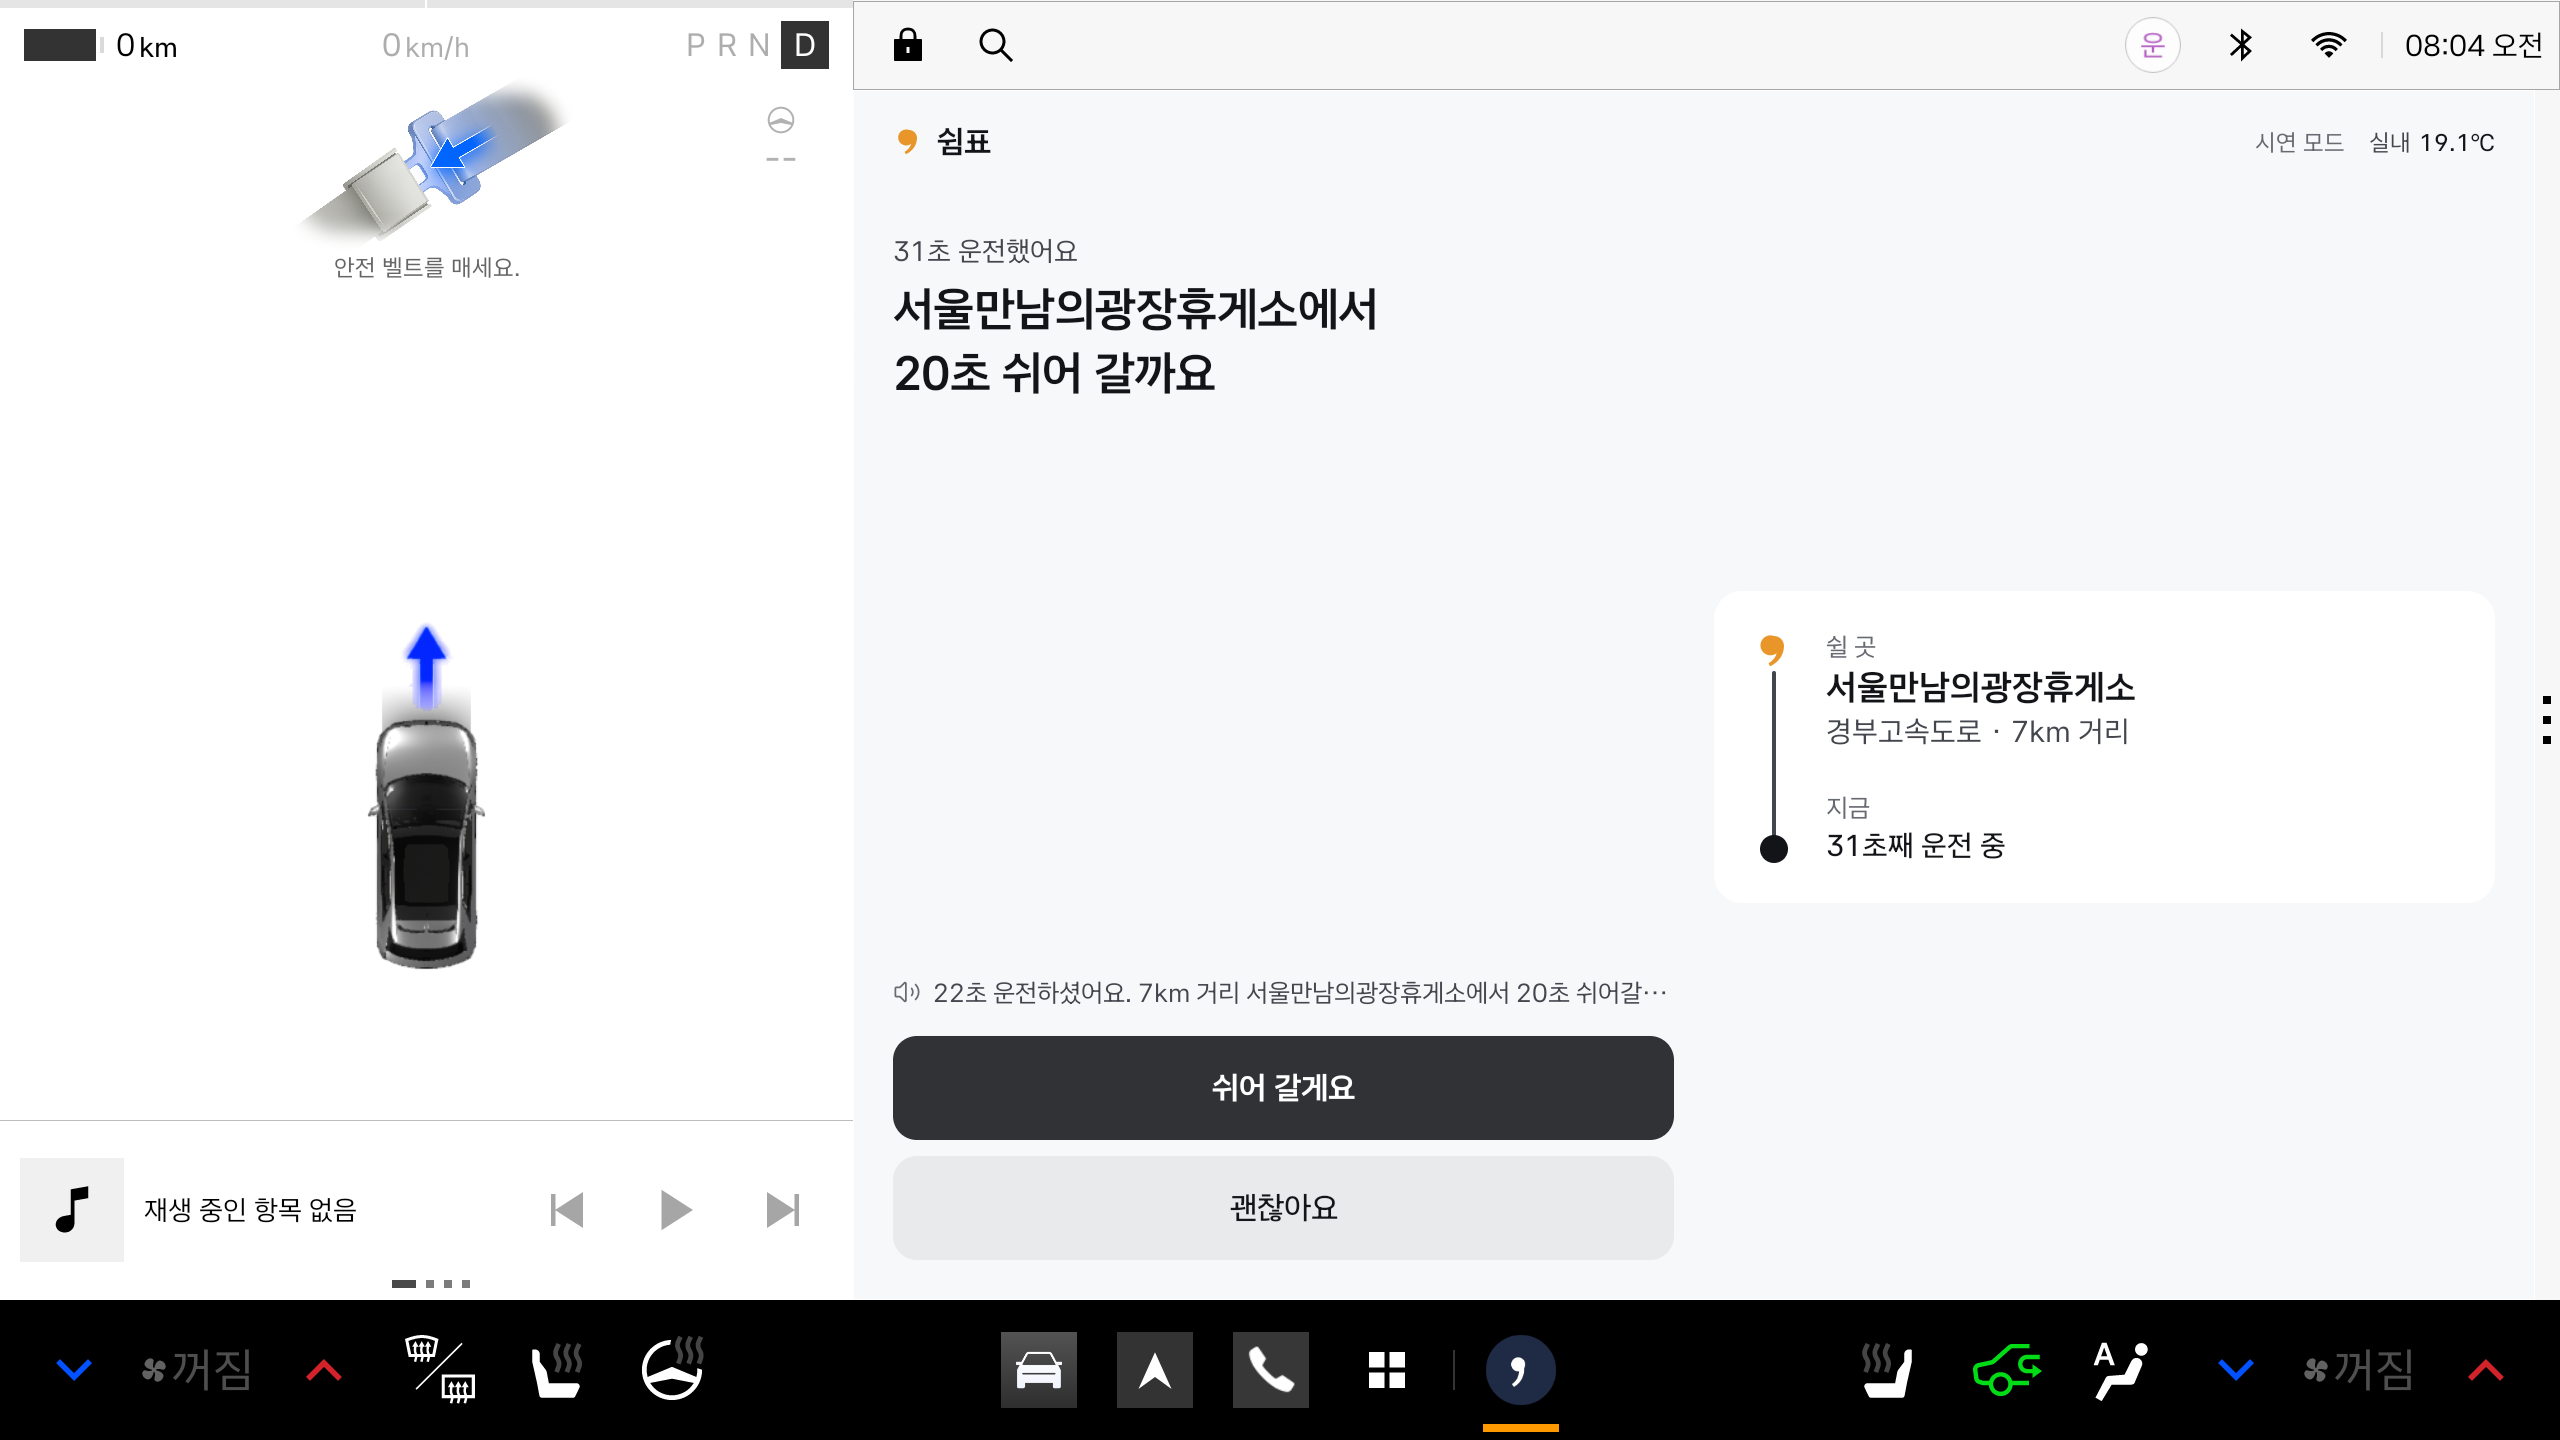 0 km
0 km/h
P R N D
08:04 오전
운
안전 벨트를 매세요.
쉼표
시연 모드 실내 19.1°C
31초 운전했어요
서울만남의광장휴게소에서
20초 쉬어 갈까요
쉴 곳
서울만남의광장휴게소
경부고속도로 · 7km 거리
지금
31초째 운전 중
22초 운전하셨어요. 7km 거리 서울만남의광장휴게소에서 20초 쉬어갈…
쉬어 갈게요
괜찮아요
재생 중인 항목 없음
꺼짐
A
꺼짐